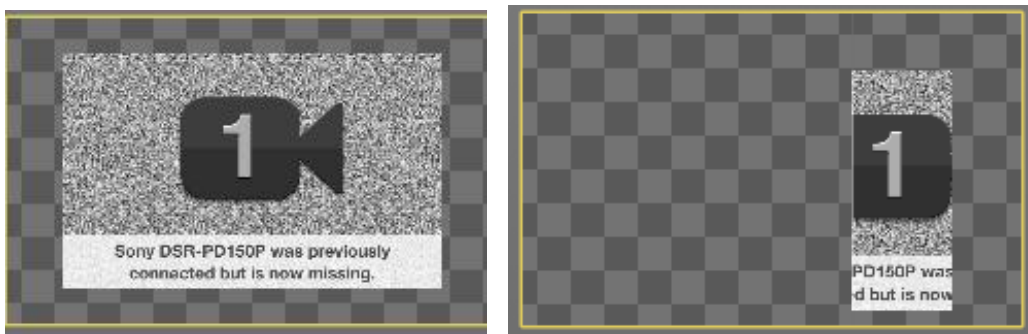 1
Sony DSR-PD150P was previously
connected but is now missing.
1
PD150P was
d but is now